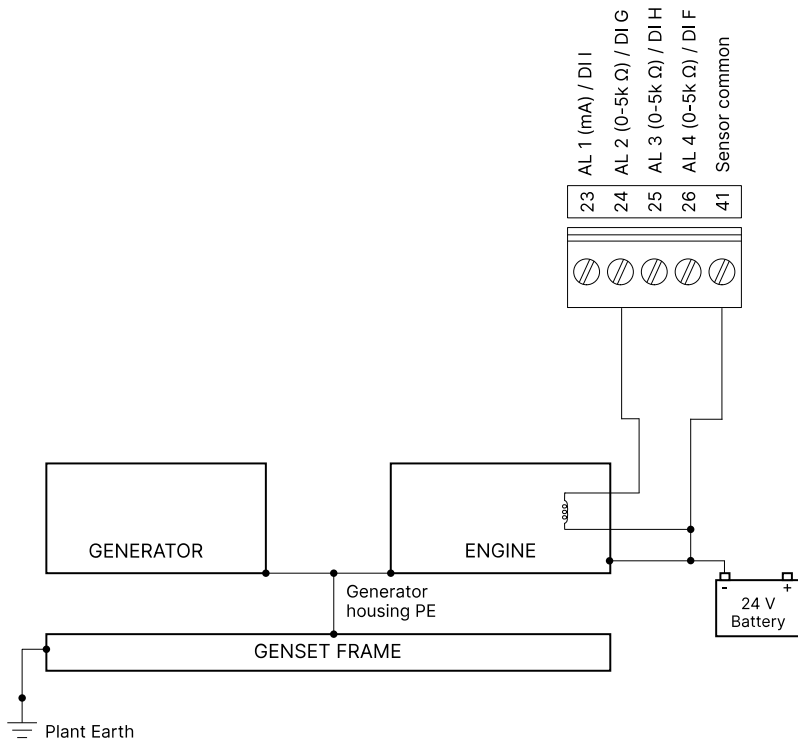 AL 1 (mA) / DI I
AL 2 (0-5k Ω) / DI G
AL 3 (0-5k Ω) / DI H
AL 4 (0-5k Ω) / DI F
Sensor common
23
24
25
26
41
GENERATOR
ENGINE
Generator
housing PE
- +
24 V
Battery
GENSET FRAME
Plant Earth